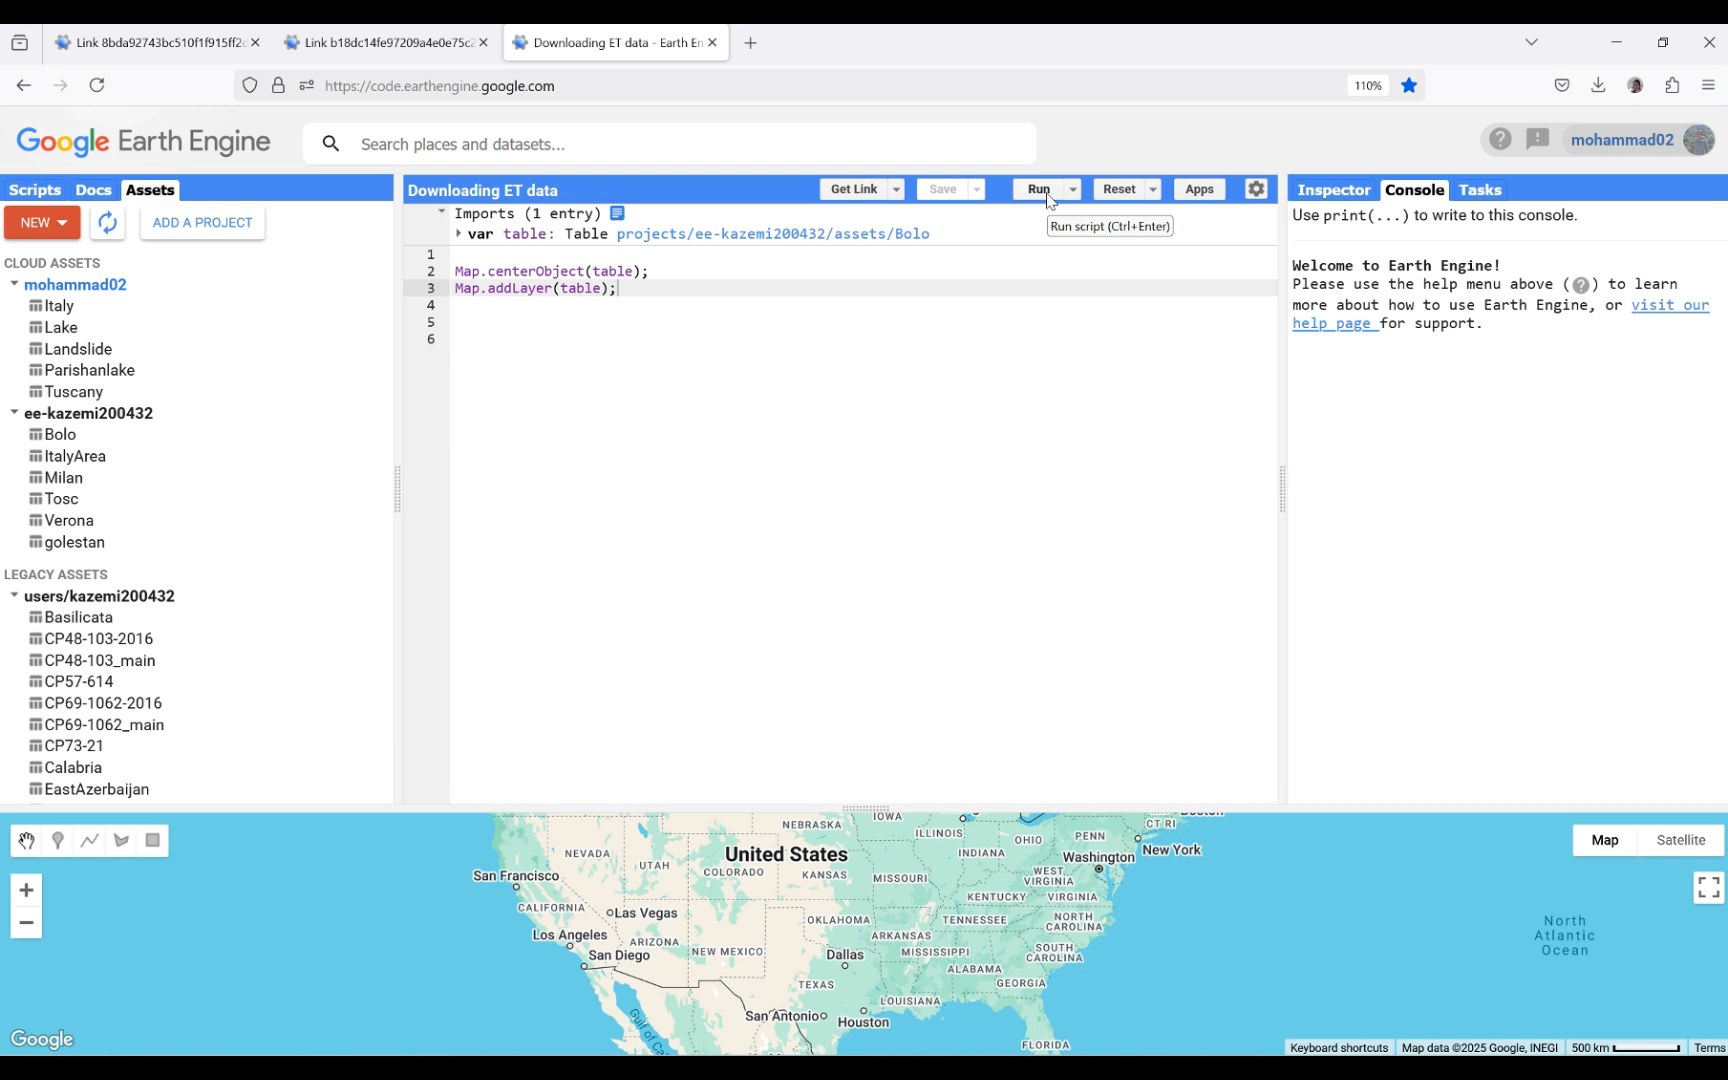 Link 8bda92743bc510f1f915ff2c
Link b18dc14fe97209a4e0e75c2
Downloading ET data - Earth En
https://code.earthengine.google.com
110%
Google Earth Engine
Search places and datasets...
mohammad02
Scripts Docs Assets
NEW
ADD A PROJECT
CLOUD ASSETS
mohammad02
Italy
Lake
Landslide
Parishanlake
Tuscany
ee-kazemi200432
Bolo
ItalyArea
Milan
Tosc
Verona
golestan
LEGACY ASSETS
users/kazemi200432
Basilicata
CP48-103-2016
CP48-103_main
CP57-614
CP69-1062-2016
CP69-1062_main
CP73-21
Calabria
EastAzerbaijan
Downloading ET data
Get Link
Save
Run
Reset
Apps
Run script (Ctrl+Enter)
Imports (1 entry)
var table: Table projects/ee-kazemi200432/assets/Bolo
1
2 Map.centerObject(table);
3 Map.addLayer(table);
4
5
6
Inspector Console Tasks
Use print(...) to write to this console.
Welcome to Earth Engine!
Please use the help menu above (?) to learn
more about how to use Earth Engine, or visit our
help page for support.
IOWA
NEBRASKA
ILLINOIS
CT RI
OHIO
PENN
NEVADA
United States
INDIANA
Washington
New York
UTAH
COLORADO
KANSAS
MISSOURI
WEST
VIRGINIA
San Francisco
KENTUCKY
VIRGINIA
CALIFORNIA
Las Vegas
OKLAHOMA
TENNESSEE
NORTH
CAROLINA
Los Angeles
ARIZONA
NEW MEXICO
ARKANSAS
MISSISSIPPI
SOUTH
CAROLINA
San Diego
Dallas
ALABAMA
TEXAS
GEORGIA
LOUISIANA
San Antonio
Houston
FLORIDA
North
Atlantic
Ocean
Map
Satellite
Google
Keyboard shortcuts
Map data ©2025 Google, INEGI
500 km
Terms